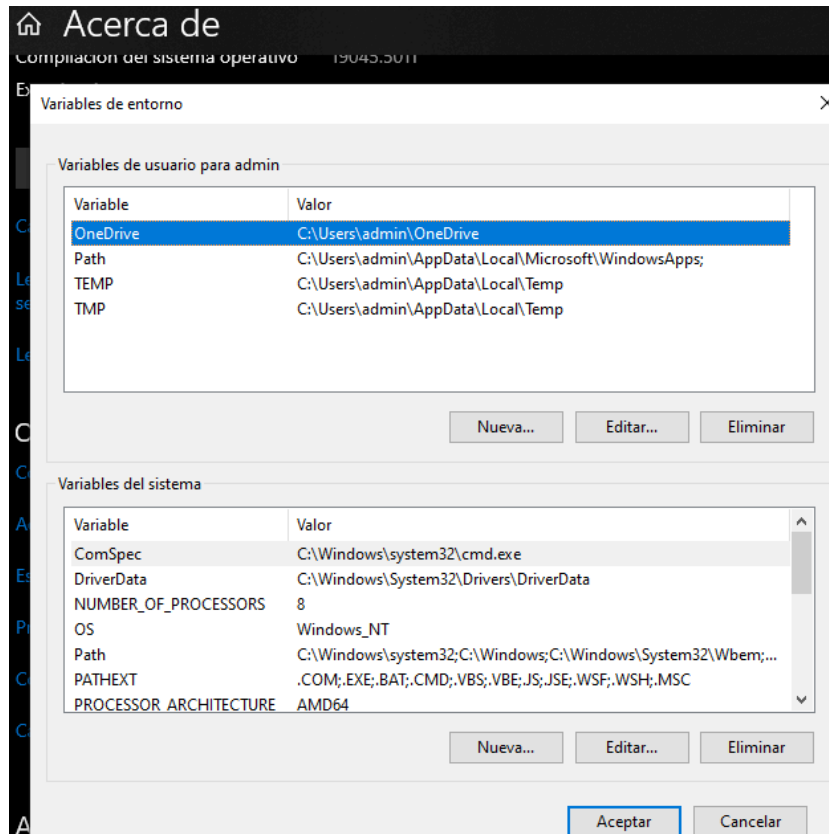 Acerca de
Compilación del sistema operativo 19045.5011
Variables de entorno
Variables de usuario para admin
Variable Valor
OneDrive C:\Users\admin\OneDrive
Path C:\Users\admin\AppData\Local\Microsoft\WindowsApps;
TEMP C:\Users\admin\AppData\Local\Temp
TMP C:\Users\admin\AppData\Local\Temp
Nueva... Editar... Eliminar
Variables del sistema
Variable Valor
ComSpec C:\Windows\system32\cmd.exe
DriverData C:\Windows\System32\Drivers\DriverData
NUMBER_OF_PROCESSORS 8
OS Windows_NT
Path C:\Windows\system32;C:\Windows;C:\Windows\System32\Wbem;...
PATHEXT .COM;.EXE;.BAT;.CMD;.VBS;.VBE;.JS;.JSE;.WSF;.WSH;.MSC
PROCESSOR_ARCHITECTURE AMD64
Nueva... Editar... Eliminar
Aceptar Cancelar